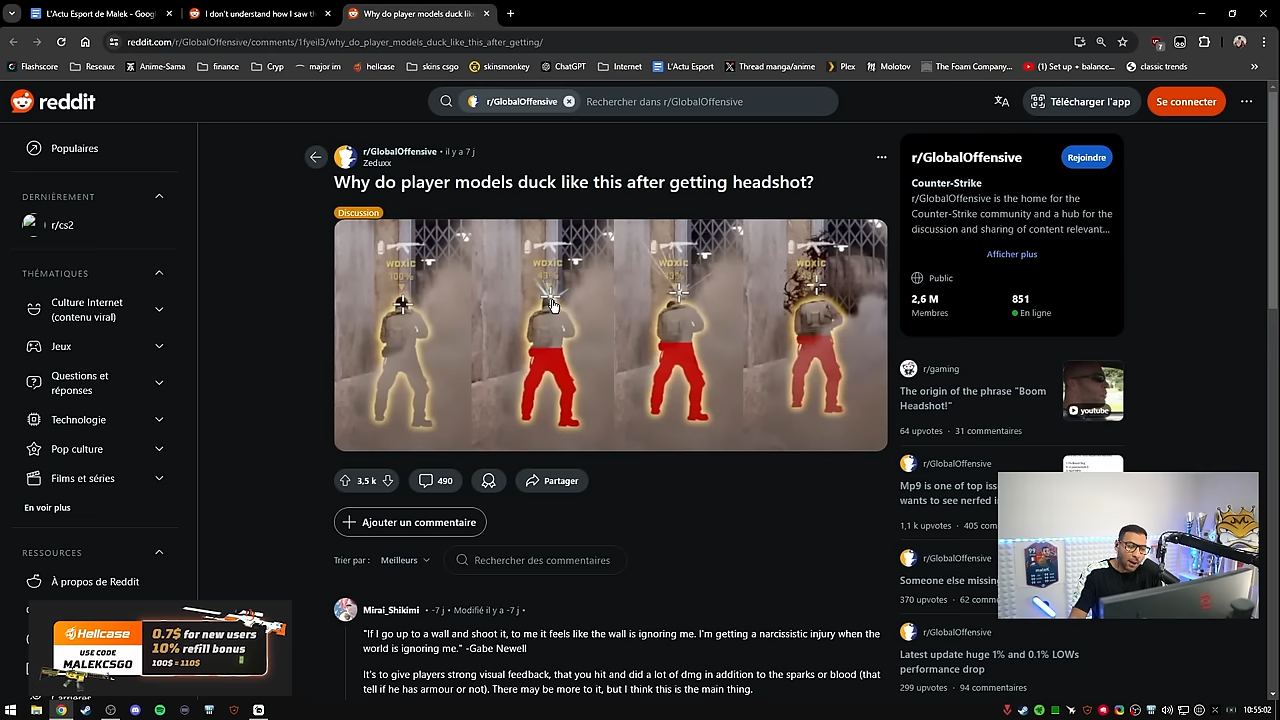 L'Actu Esport de Malek - Goog
I don't understand how I saw th
Why do player models duck lik
reddit.com/r/GlobalOffensive/comments/1fyeil3/why_do_player_models_duck_like_this_after_getting/
Flashscore
Reseaux
Anime-Sama
finance
Cryp
major im
hellcase
skins csgo
skinsmonkey
ChatGPT
Internet
L'Actu Esport
Thread manga/anime
Plex
Molotov
The Foam Company...
(1) Set up + balance...
classic trends
reddit
r/GlobalOffensive
Rechercher dans r/GlobalOffensive
Télécharger l'app
Se connecter
Populaires
DERNIÈREMENT
r/cs2
THÉMATIQUES
Culture Internet
(contenu viral)
Jeux
Questions et
réponses
Technologie
Pop culture
Films et séries
En voir plus
RESSOURCES
À propos de Reddit
r/GlobalOffensive • il y a 7 j
Zeduxx
Why do player models duck like this after getting headshot?
Discussion
woxic
100%
woxic
43%
woxic
woxic
3,5 k
490
Partager
Ajouter un commentaire
Trier par :
Meilleurs
Rechercher des commentaires
Mirai_Shikimi • -7 j • Modifié il y a -7 j •
"If I go up to a wall and shoot it, to me it feels like the wall is ignoring me. I'm getting a narcissistic injury when the
world is ignoring me." -Gabe Newell
It's to give players strong visual feedback, that you hit and did a lot of dmg in addition to the sparks or blood (that
tell if he has armour or not). There may be more to it, but I think this is the main thing.
r/GlobalOffensive
Rejoindre
Counter-Strike
r/GlobalOffensive is the home for the
Counter-Strike community and a hub for the
discussion and sharing of content relevant...
Afficher plus
Public
2,6 M
851
Membres
En ligne
r/gaming
The origin of the phrase "Boom
Headshot!"
youtube
64 upvotes • 31 commentaires
r/GlobalOffensive
Mp9 is one of top iss
wants to see nerfed i
1,1 k upvotes • 405 com
r/GlobalOffensive
Someone else missin
370 upvotes • 62 comm
r/GlobalOffensive
Latest update huge 1% and 0.1% LOWs
performance drop
299 upvotes • 94 commentaires
Hellcase
USE CODE
MALEKCSGO
0.7$ for new users
10% refill bonus
100$ = 110$
10:55:02